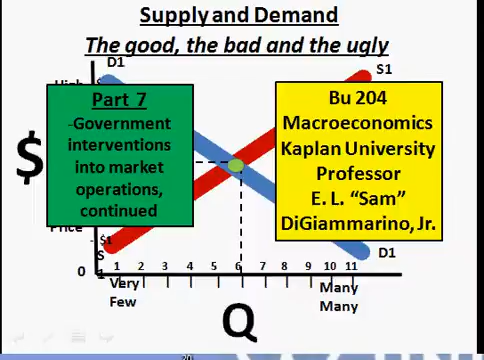 Supply and Demand
The good, the bad and the ugly
D1
S1
Part 7
-Government
interventions
into market
operations,
continued
Bu 204
Macroeconomics
Kaplan University
Professor
E. L. “Sam”
DiGiammarino, Jr.
$
Price
$1
$
1
D1
0
1 2 3 4 5 6 7 8 9 10 11
Very
Few
Many
Many
Q